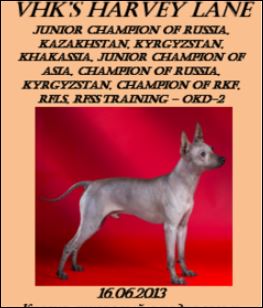 VHK'S HARVEY LANE
JUNIOR CHAMPION OF RUSSIA,
KAZAKHSTAN, KYRGYZSTAN,
KHAKASSIA, JUNIOR CHAMPION OF
ASIA, CHAMPION OF RUSSIA,
KYRGYZSTAN, CHAMPION OF RKF,
RFLS, RFSS TRAINING – OKD-2
16.06.2013